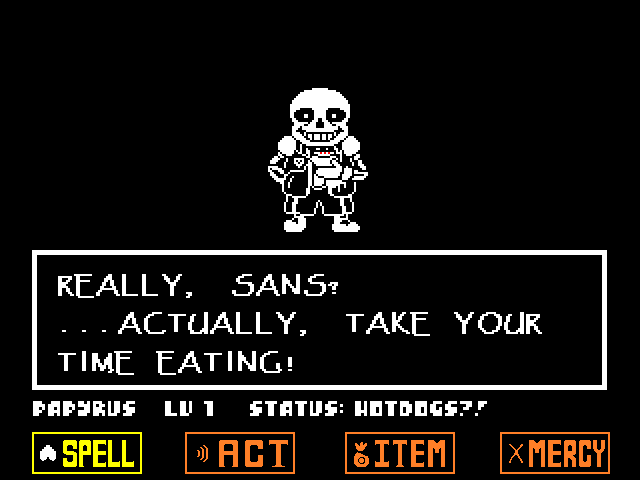 REALLY, SANS?
...ACTUALLY, TAKE YOUR
TIME EATING!
PAPYRUS LV 1 STATUS: HOTDOGS?!
SPELL ACT ITEM MERCY